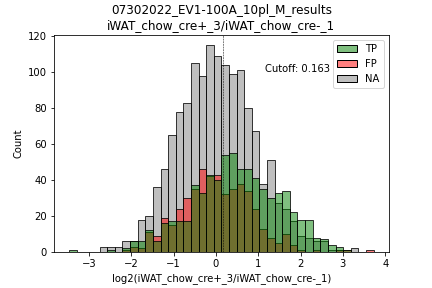 07302022_EV1-100A_10pl_M_results
iWAT_chow_cre+_3/iWAT_chow_cre-_1
120
100
80
60
40
20
0
Count
TP
FP
NA
Cutoff: 0.163
−3
−2
−1
0
1
2
3
4
log2(iWAT_chow_cre+_3/iWAT_chow_cre-_1)